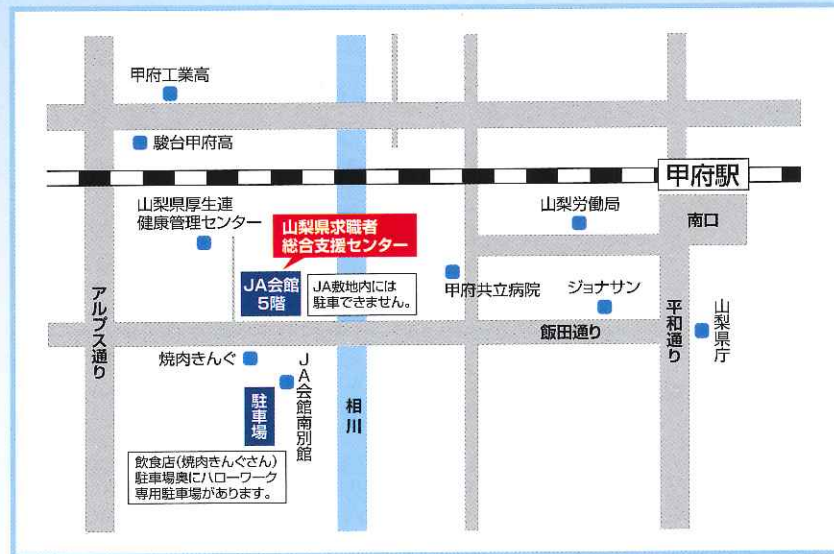 甲府工業高
駿台甲府高
甲府駅
南口
山梨県厚生連
健康管理センター
山梨県求職者
総合支援センター
山梨労働局
JA会館
5階
JA敷地内には
駐車できません。
甲府共立病院
ジョナサン
アルプス通り
飯田通り
平和通り
山梨県庁
焼肉きんぐ
JA会館南別館
駐車場
相川
飲食店(焼肉きんぐさん)
駐車場奥にハローワーク
専用駐車場があります。